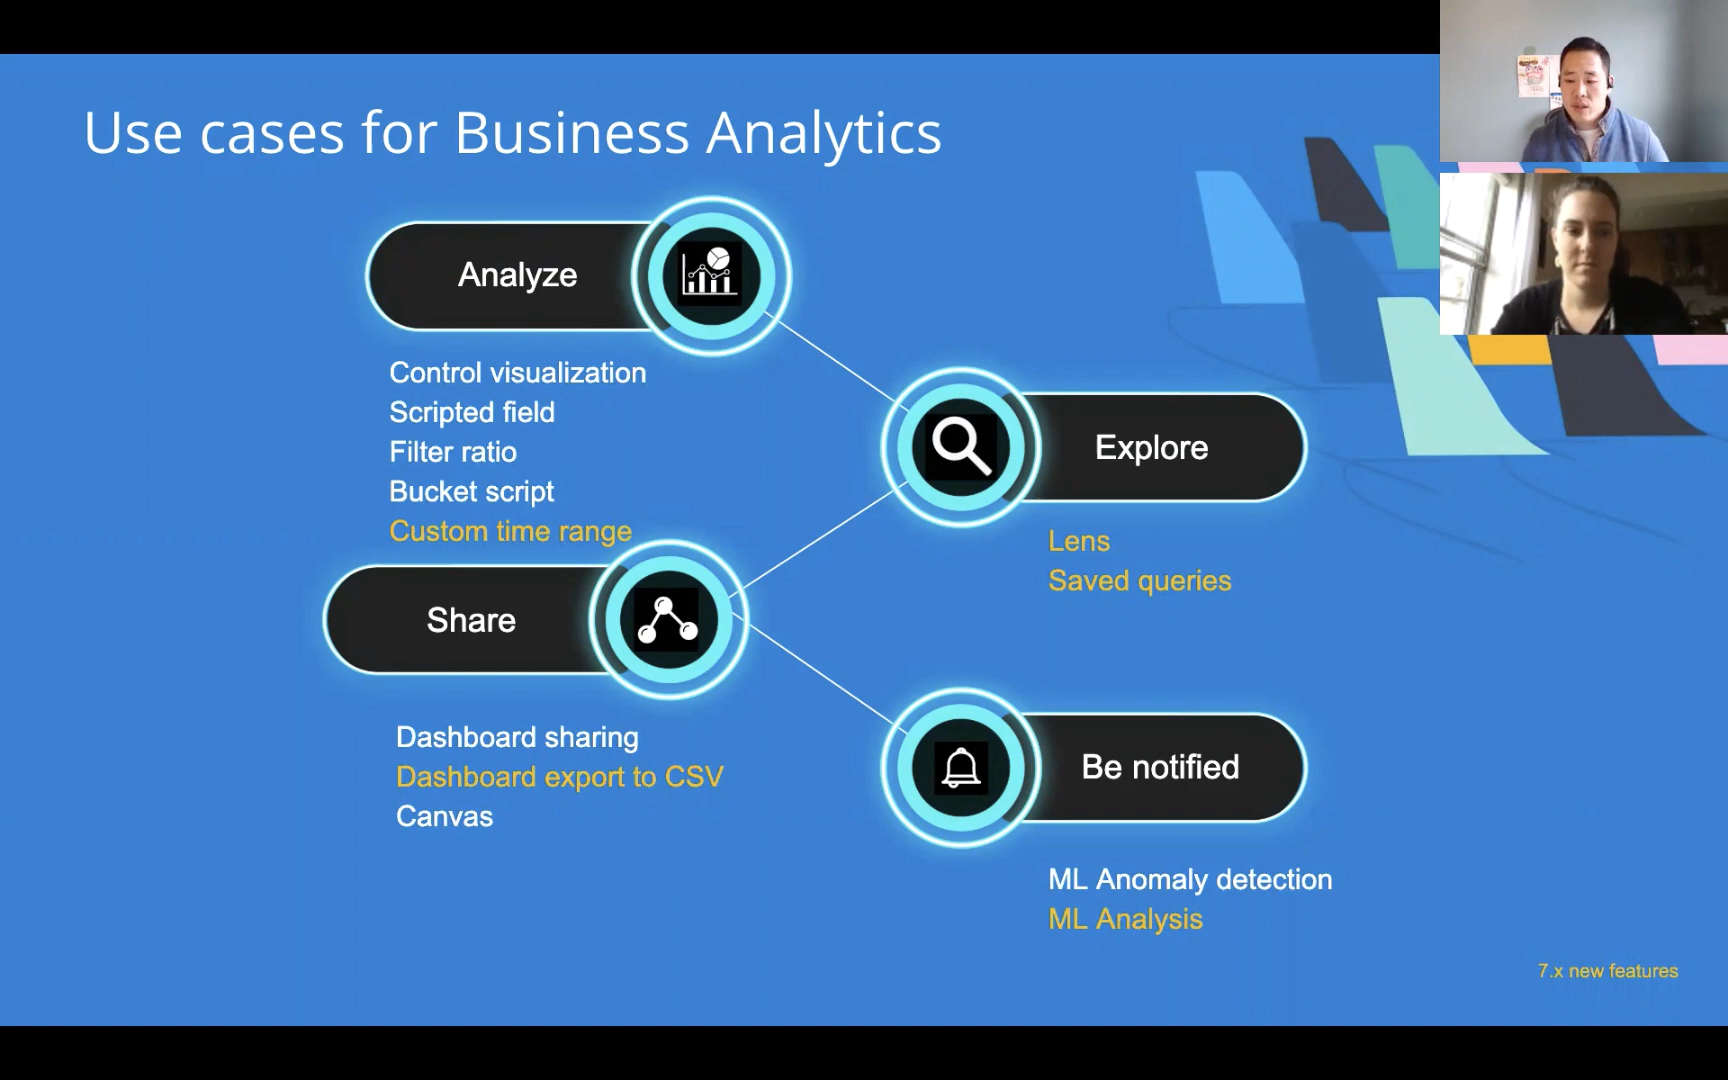 Use cases for Business Analytics
Analyze
Control visualization
Scripted field
Filter ratio
Bucket script
Custom time range
Explore
Lens
Saved queries
Share
Dashboard sharing
Dashboard export to CSV
Canvas
Be notified
ML Anomaly detection
ML Analysis
7.x new features